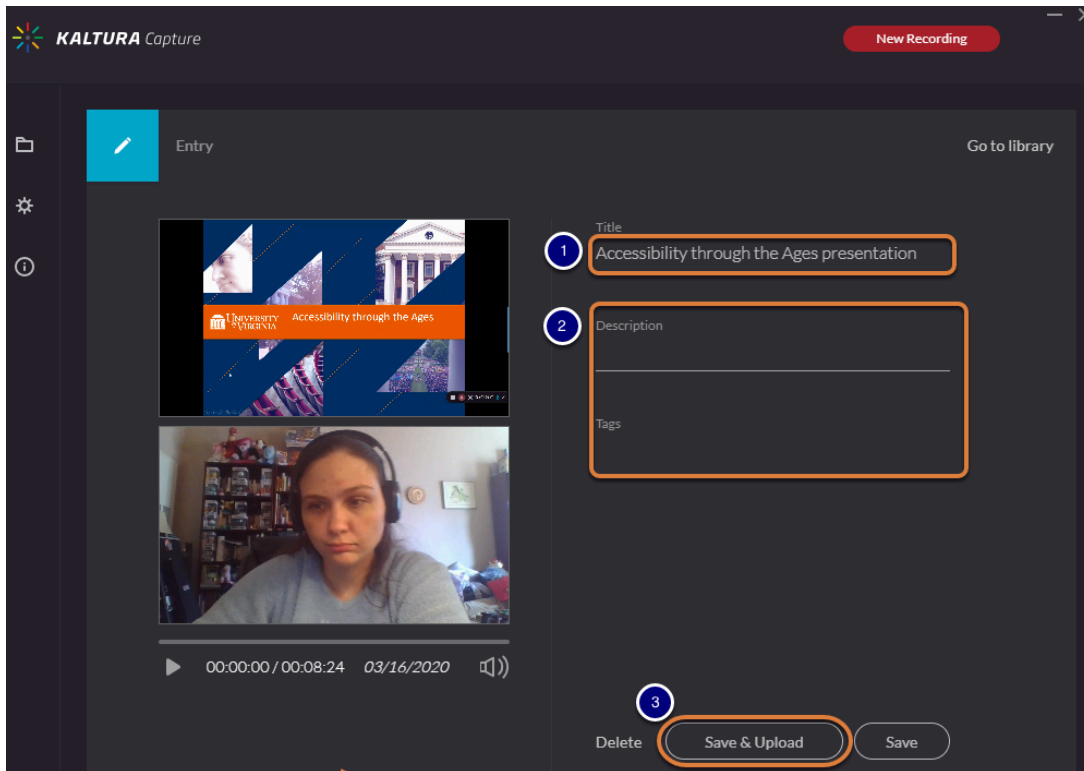 KALTURA Capture
New Recording
Entry
Go to library
UNIVERSITY of VIRGINIA
Accessibility through the Ages
00:00:00 / 00:08:24 03/16/2020
1
Title
Accessibility through the Ages presentation
2
Description
Tags
3
Delete
Save & Upload
Save